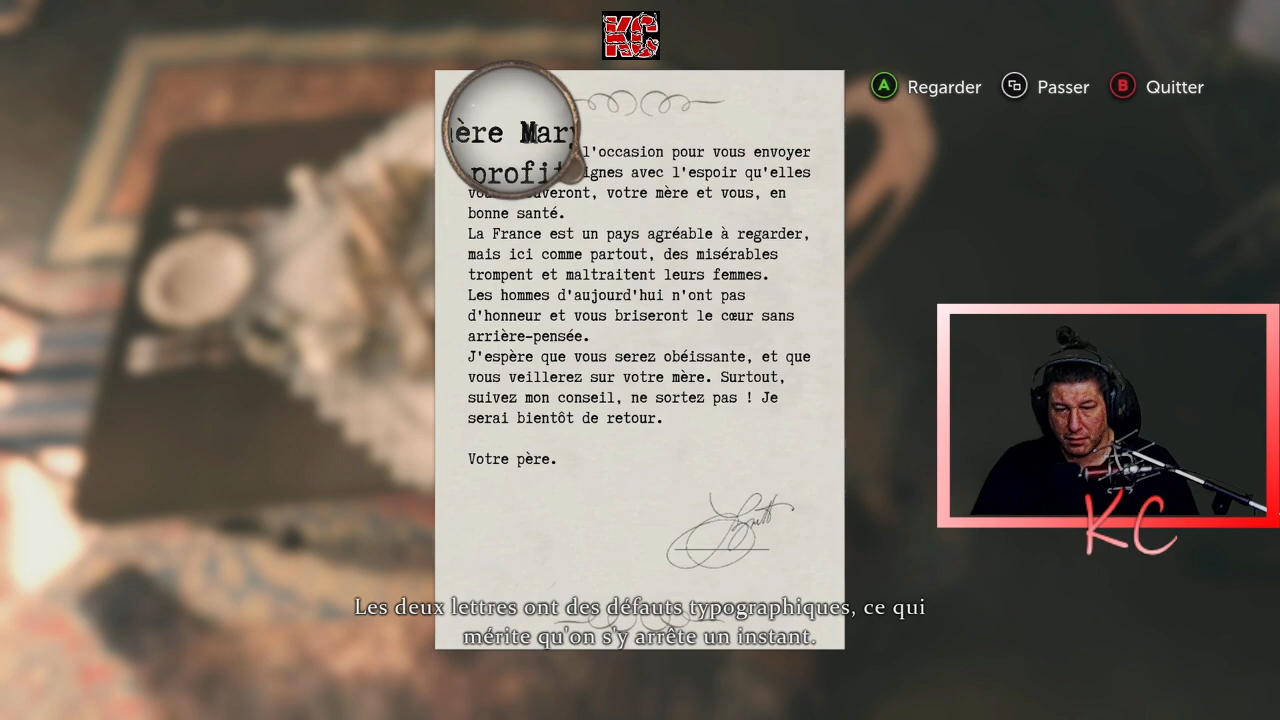 KC
Regarder
Passer
Quitter
A
B
ère Mary
profit
l'occasion pour vous envoyer
ignes avec l'espoir qu'elles
uveront, votre mère et vous, en
bonne santé.
La France est un pays agréable à regarder,
mais ici comme partout, des misérables
trompent et maltraitent leurs femmes.
Les hommes d'aujourd'hui n'ont pas
d'honneur et vous briseront le cœur sans
arrière-pensée.
J'espère que vous serez obéissante, et que
vous veillerez sur votre mère. Surtout,
suivez mon conseil, ne sortez pas ! Je
serai bientôt de retour.
Votre père.
KC
Les deux lettres ont des défauts typographiques, ce qui
mérite qu'on s'y arrête un instant.